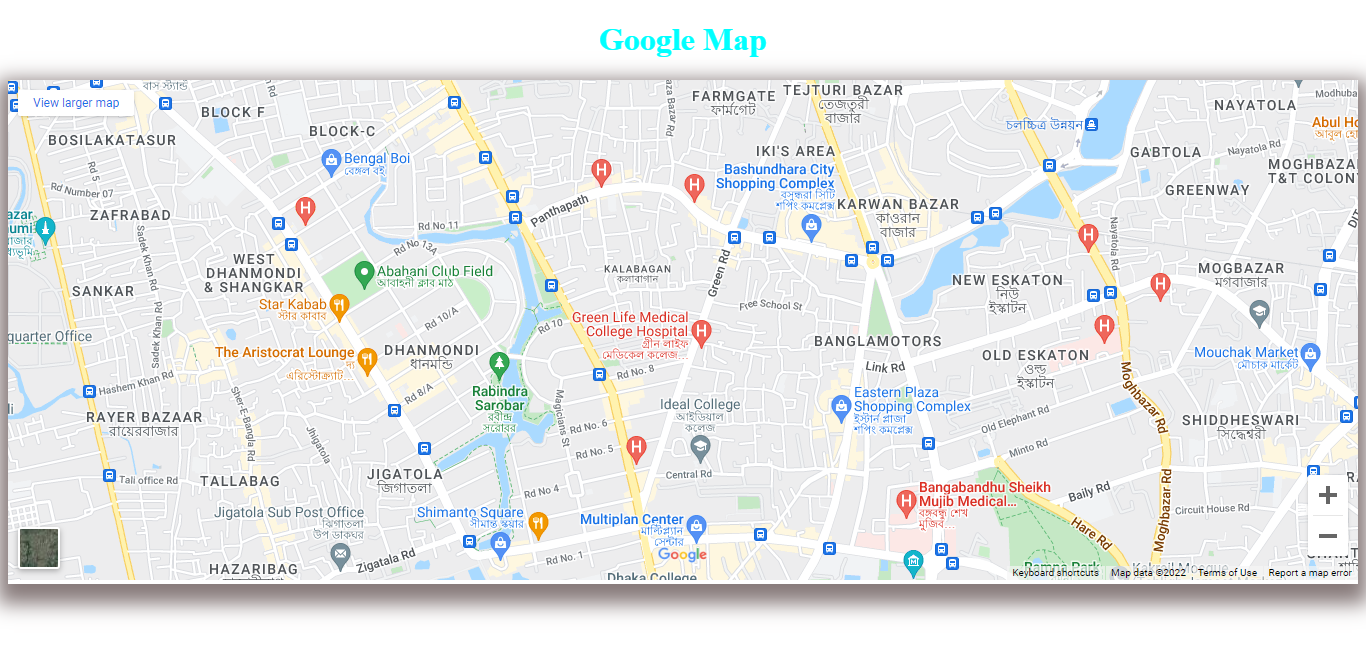 Google Map
বাস স্ট্যান্ড
View larger map
BLOCK F
BOSILAKATASUR
BLOCK-C
Bengal Boi
বেঙ্গল বই
FARMGATE
ফার্মগেট
TEJTURI BAZAR
তেজতুরী
বাজার
NAYATOLA
চলচ্চিত্র উন্নয়ন
GABTOLA
Nayatola Rd
GREENWAY
IKI'S AREA
Bashundhara City
Shopping Complex
বসুন্ধরা সিটি
শপিং কমপ্লেক্স
KARWAN BAZAR
কাওরান
বাজার
Rd 5
Rd Number 07
ZAFRABAD
Sadek Khan Rd
Sadek Khan Rd
Rd No 11
Rd No 13A
Panthapath
Nayatola Rd
WEST
DHANMONDI
& SHANGKAR
SANKAR
Abahani Club Field
আবাহনী ক্লাব মাঠ
Star Kabab
স্টার কাবাব
KALABAGAN
কলাবাগান
Green Rd
Free School St
NEW ESKATON
নিউ
ইস্কাটন
MOGBAZAR
মগবাজার
quarter Office
Rd 10/A
Rd 10
Green Life Medical
College Hospital
গ্রীন লাইফ
মেডিকেল কলেজ...
BANGLAMOTORS
Link Rd
OLD ESKATON
ওল্ড
ইস্কাটন
Mouchak Market
মৌচাক মার্কেট
The Aristocrat Lounge
দ্য
এরিস্টোক্র্যাট
DHANMONDI
ধানমন্ডি
Rabindra
Sarobar
রবীন্দ্র
সরোবর
Rd 8/A
Hashem Khan Rd
Sher-E-Bangla Rd
Rd No. 8
Magicians St
Rd No. 6
Rd No. 5
Ideal College
আইডিয়াল
কলেজ
Central Rd
Eastern Plaza
Shopping Complex
ইস্টার্ন প্লাজা
শপিং কমপ্লেক্স
Old Elephant Rd
Minto Rd
Moghbazar Rd
SHIDDHESWARI
সিদ্ধেশ্বরী
RAYER BAZAAR
রায়েরবাজার
Jhigatola
JIGATOLA
জিগাতলা
Tali office Rd
TALLABAG
Jigatola Sub Post Office
ঝিগাতলা
উপ ডাকঘর
Rd No 4
Shimanto Square
সীমান্ত স্কয়ার
Multiplan Center
মাল্টিপ্ল্যান
সেন্টার
Google
Bangabandhu Sheikh
Mujib Medical...
বঙ্গবন্ধু শেখ
মুজিব...
Baily Rd
Hare Rd
Moghbazar Rd
Circuit House Rd
HAZARIBAG
Zigatala Rd
Rd No. 1
Dhaka College
Ramna Park
Kakrail Mosque
Keyboard shortcuts
Map data ©2022
Terms of Use
Report a map error